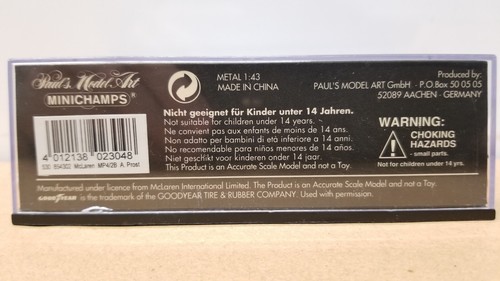 Paul's Model Art
MINICHAMPS®
METAL 1:43
MADE IN CHINA
Produced by:
PAUL'S MODEL ART GmbH · P.O.Box 50 05 05
52089 AACHEN · GERMANY
4 012138 023048
530 854302 McLaren MP4/2B A. Prost
Nicht geeignet für Kinder unter 14 Jahren.
Not suitable for children under 14 years.
Ne convient pas aux enfants de moins de 14 ans.
Non adatto per bambini di età inferiore a 14 anni.
No recomendable para niños menores de 14 años.
Niet geschikt voor kinderen onder 14 jaar.
This Product is an Accurate Scale Model and not a Toy.
WARNING:
CHOKING
HAZARDS
- small parts.
Not for children under 14 yrs.
Manufactured under licence from McLaren International Limited. The Product is an Accurate Scale Model and not a Toy.
GOODYEAR is the trademark of the GOODYEAR TIRE & RUBBER COMPANY. Used with permission.